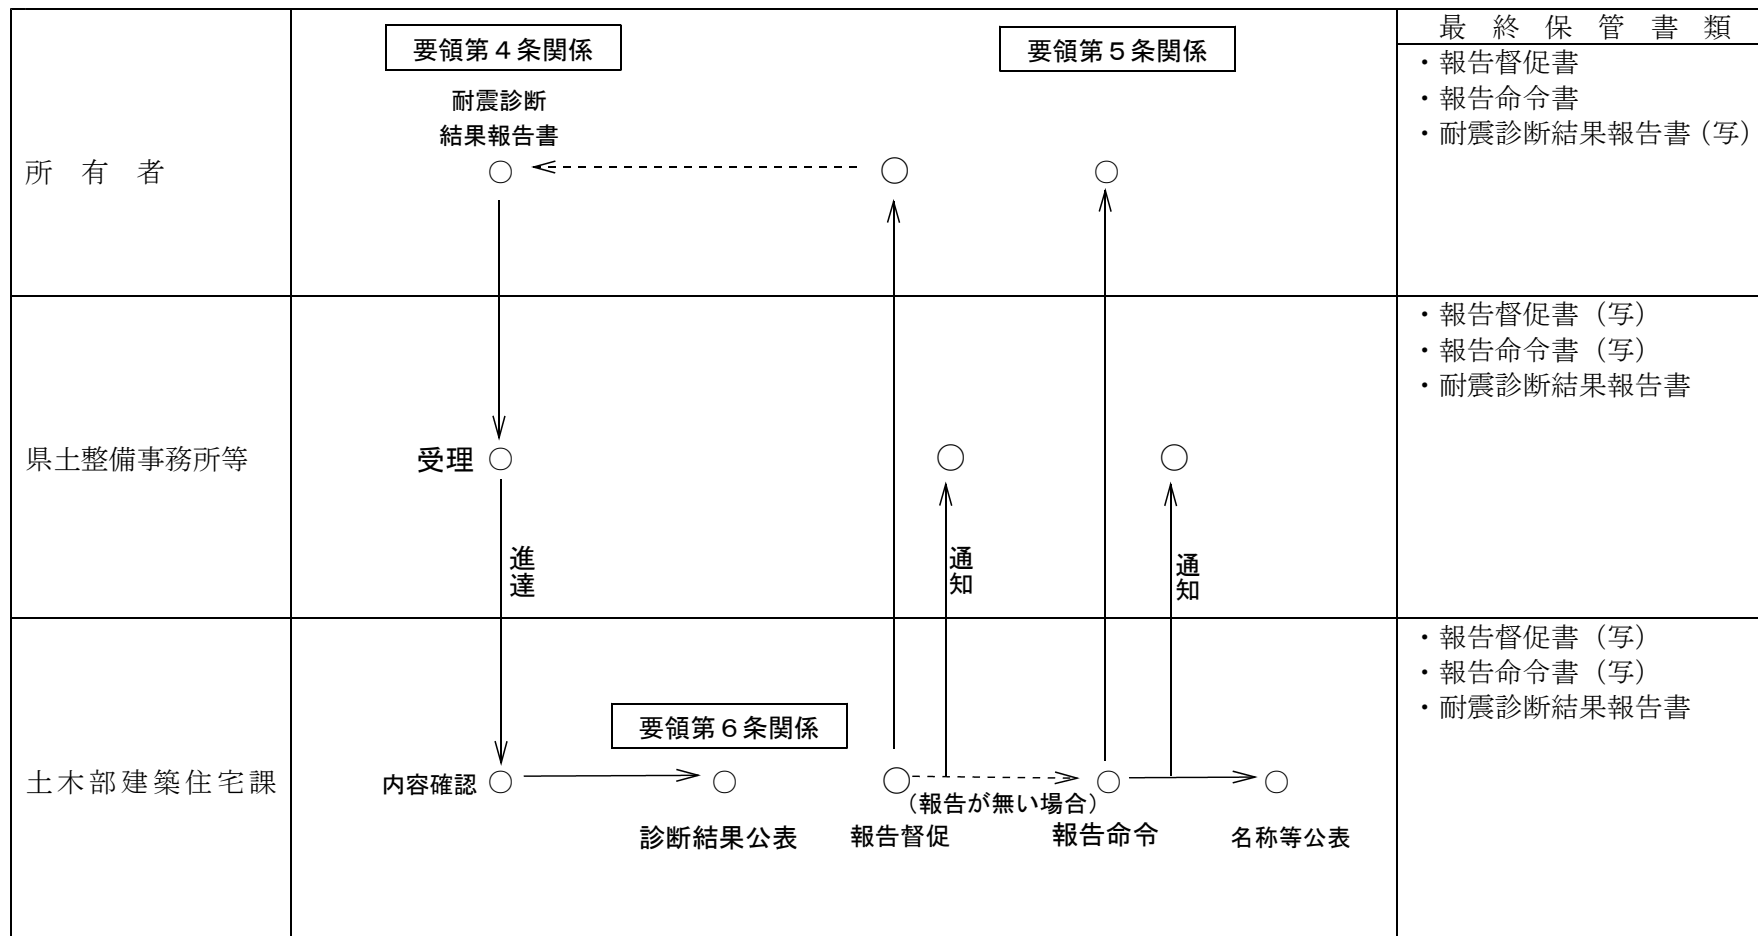 最終保管書類
要領第４条関係
要領第５条関係
・報告督促書
・報告命令書
・耐震診断結果報告書（写）
耐震診断
結果報告書
所有者
・報告督促書（写）
・報告命令書（写）
・耐震診断結果報告書
県土整備事務所等
受理
進達
通知
通知
・報告督促書（写）
・報告命令書（写）
・耐震診断結果報告書
要領第６条関係
土木部建築住宅課
内容確認
（報告が無い場合）
診断結果公表
報告督促
報告命令
名称等公表